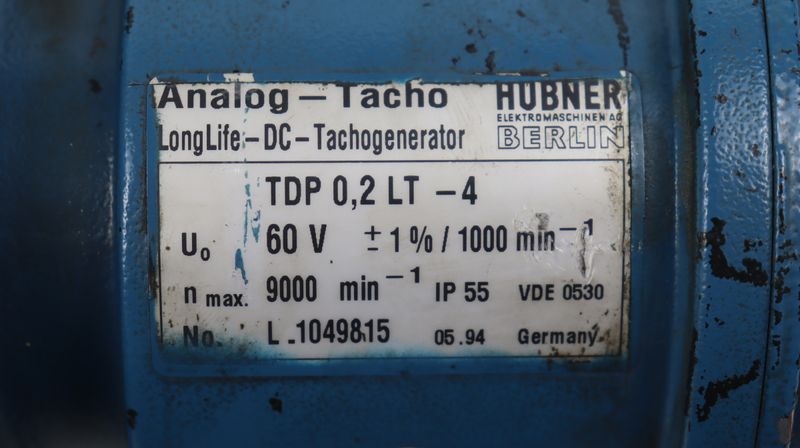 Analog – Tacho HÜBNER
ELEKTROMASCHINEN AG
LongLife – DC – Tachogenerator BERLIN
TDP 0,2 LT – 4
U₀ 60 V ± 1 % / 1000 min⁻¹
n max. 9000 min⁻¹ IP 55 VDE 0530
No. L .1049815 05.94 Germany